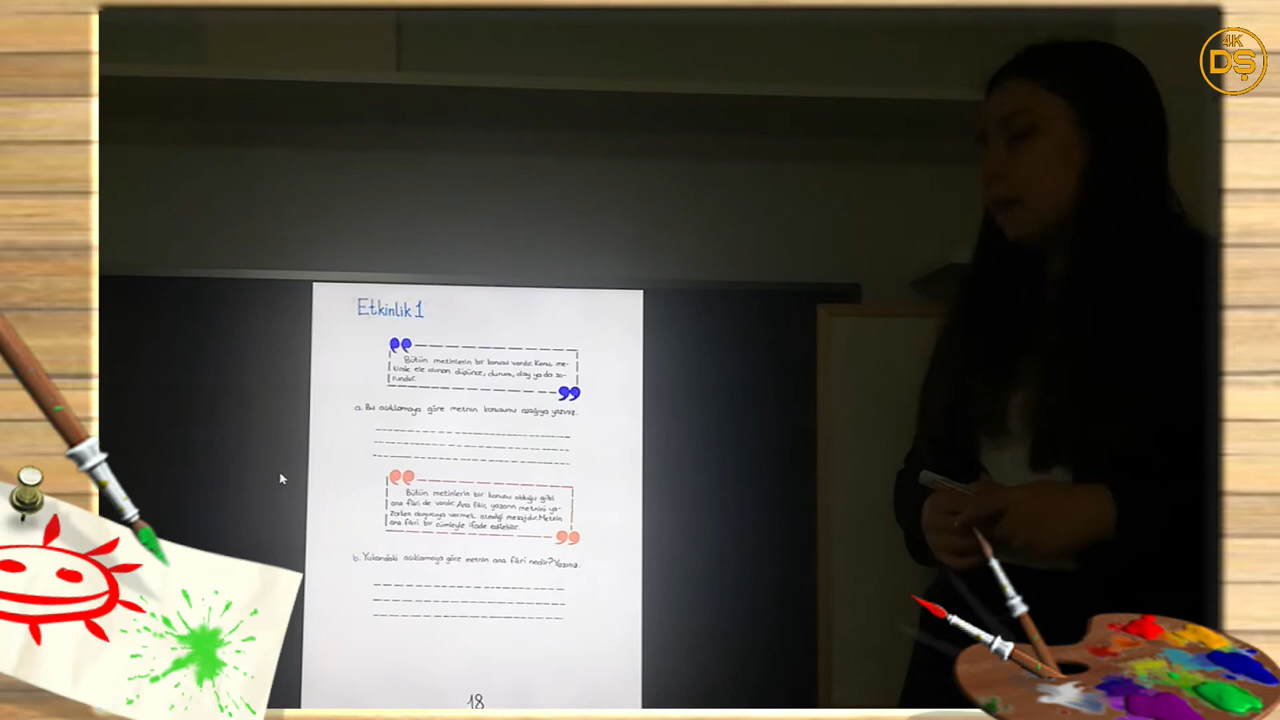 4K
DŞ
Etkinlik 1
Bütün metinlerin bir konusu vardır. Konu, me-
tinde ele alınan düşünce, durum, olay ya da so-
rundur.
a. Bu açıklamaya göre metnin konusunu aşağıya yazınız.
Bütün metinlerin bir konusu olduğu gibi
ana fikri de vardır. Ana fikir, yazarın metnini ya-
zarken okuyucuya vermek istediği mesajdır. Metnin
ana fikri bir cümleyle ifade edilebilir.
b. Yukarıdaki açıklamaya göre metnin ana fikri nedir? Yazınız.
18